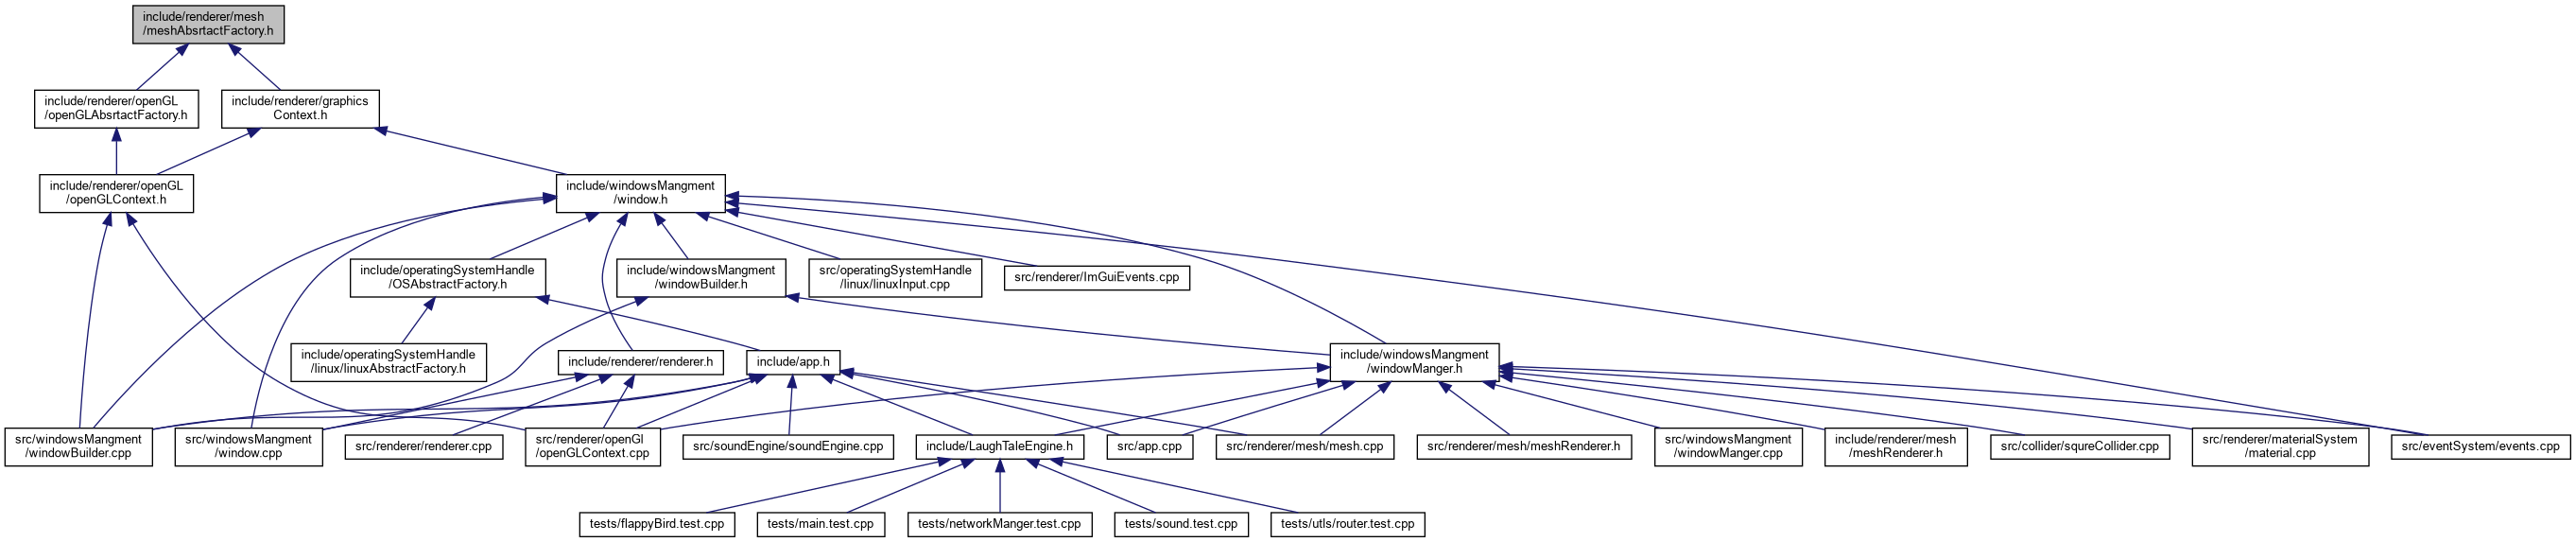 include/renderer/mesh
/meshAbsrtactFactory.h
include/renderer/openGL
/openGLAbsrtactFactory.h
include/renderer/graphics
Context.h
include/renderer/openGL
/openGLContext.h
include/windowsMangment
/window.h
include/operatingSystemHandle
/OSAbstractFactory.h
include/windowsMangment
/windowBuilder.h
src/operatingSystemHandle
/linux/linuxInput.cpp
src/renderer/ImGuiEvents.cpp
include/operatingSystemHandle
/linux/linuxAbstractFactory.h
include/renderer/renderer.h
include/app.h
include/windowsMangment
/windowManger.h
src/windowsMangment
/windowBuilder.cpp
src/windowsMangment
/window.cpp
src/renderer/renderer.cpp
src/renderer/openGl
/openGLContext.cpp
src/soundEngine/soundEngine.cpp
include/LaughTaleEngine.h
src/app.cpp
src/renderer/mesh/mesh.cpp
src/renderer/mesh/meshRenderer.h
src/windowsMangment
/windowManger.cpp
include/renderer/mesh
/meshRenderer.h
src/collider/squreCollider.cpp
src/renderer/materialSystem
/material.cpp
src/eventSystem/events.cpp
tests/flappyBird.test.cpp
tests/main.test.cpp
tests/networkManger.test.cpp
tests/sound.test.cpp
tests/utls/router.test.cpp